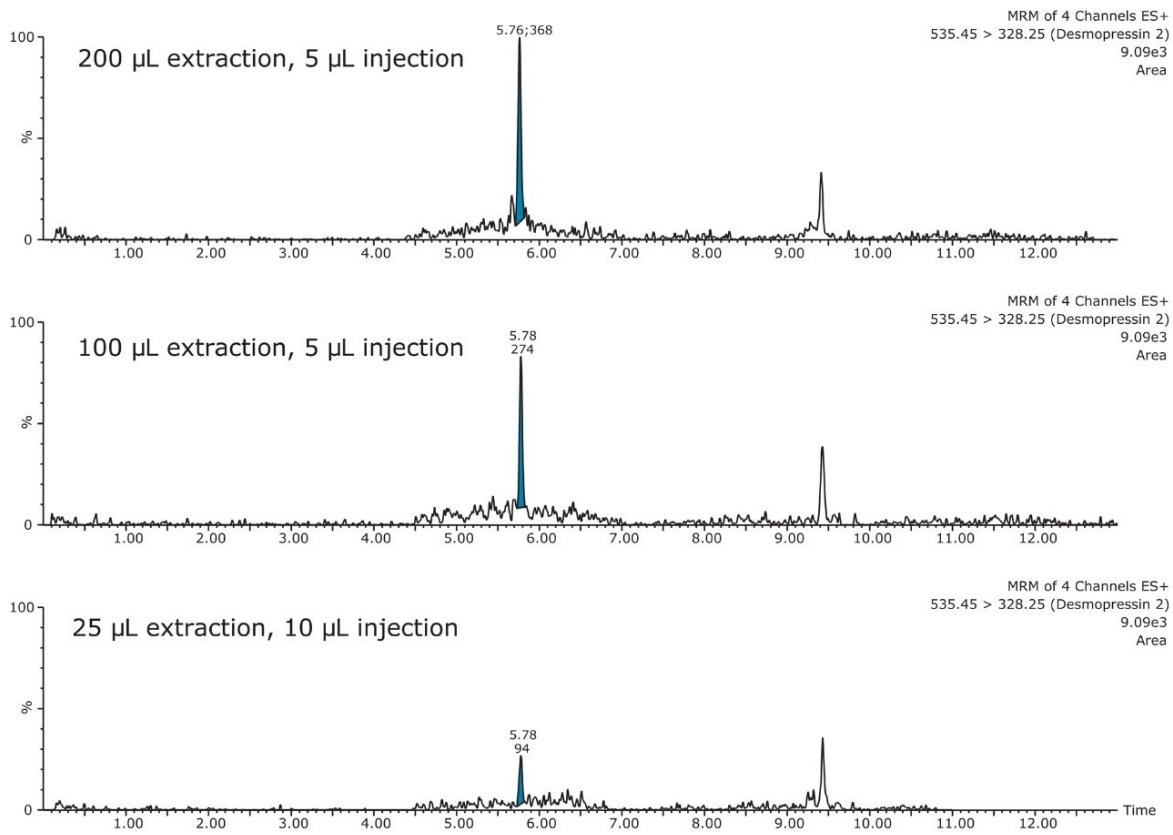 MRM of 4 Channels ES+
535.45 > 328.25 (Desmopressin 2)
9.09e3
Area
5.76;368
100
200 µL extraction, 5 µL injection
%
0
1.00 2.00 3.00 4.00 5.00 6.00 7.00 8.00 9.00 10.00 11.00 12.00
MRM of 4 Channels ES+
535.45 > 328.25 (Desmopressin 2)
9.09e3
Area
100
5.78
274
100 µL extraction, 5 µL injection
%
0
1.00 2.00 3.00 4.00 5.00 6.00 7.00 8.00 9.00 10.00 11.00 12.00
MRM of 4 Channels ES+
535.45 > 328.25 (Desmopressin 2)
9.09e3
Area
100
25 µL extraction, 10 µL injection
%
5.78
94
0
Time
1.00 2.00 3.00 4.00 5.00 6.00 7.00 8.00 9.00 10.00 11.00 12.00